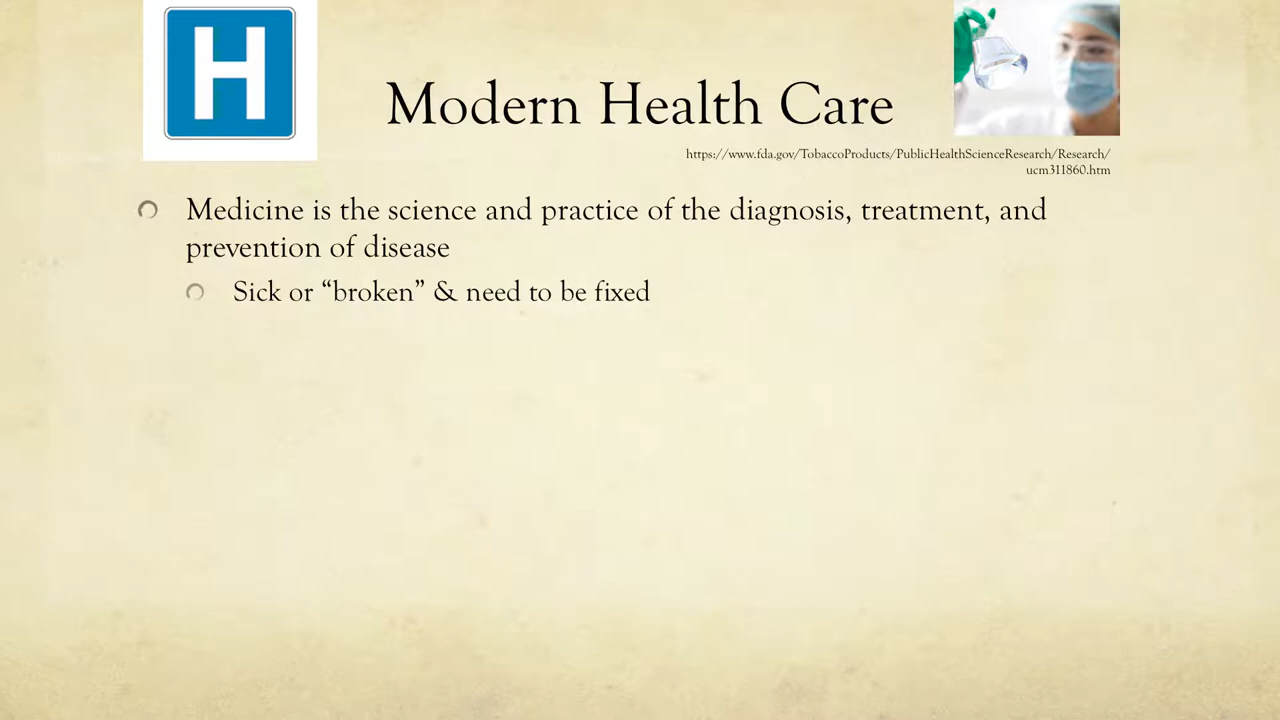 H
Modern Health Care
https://www.fda.gov/TobaccoProducts/PublicHealthScienceResearch/Research/
ucm311860.htm
Medicine is the science and practice of the diagnosis, treatment, and
prevention of disease
Sick or “broken” & need to be fixed